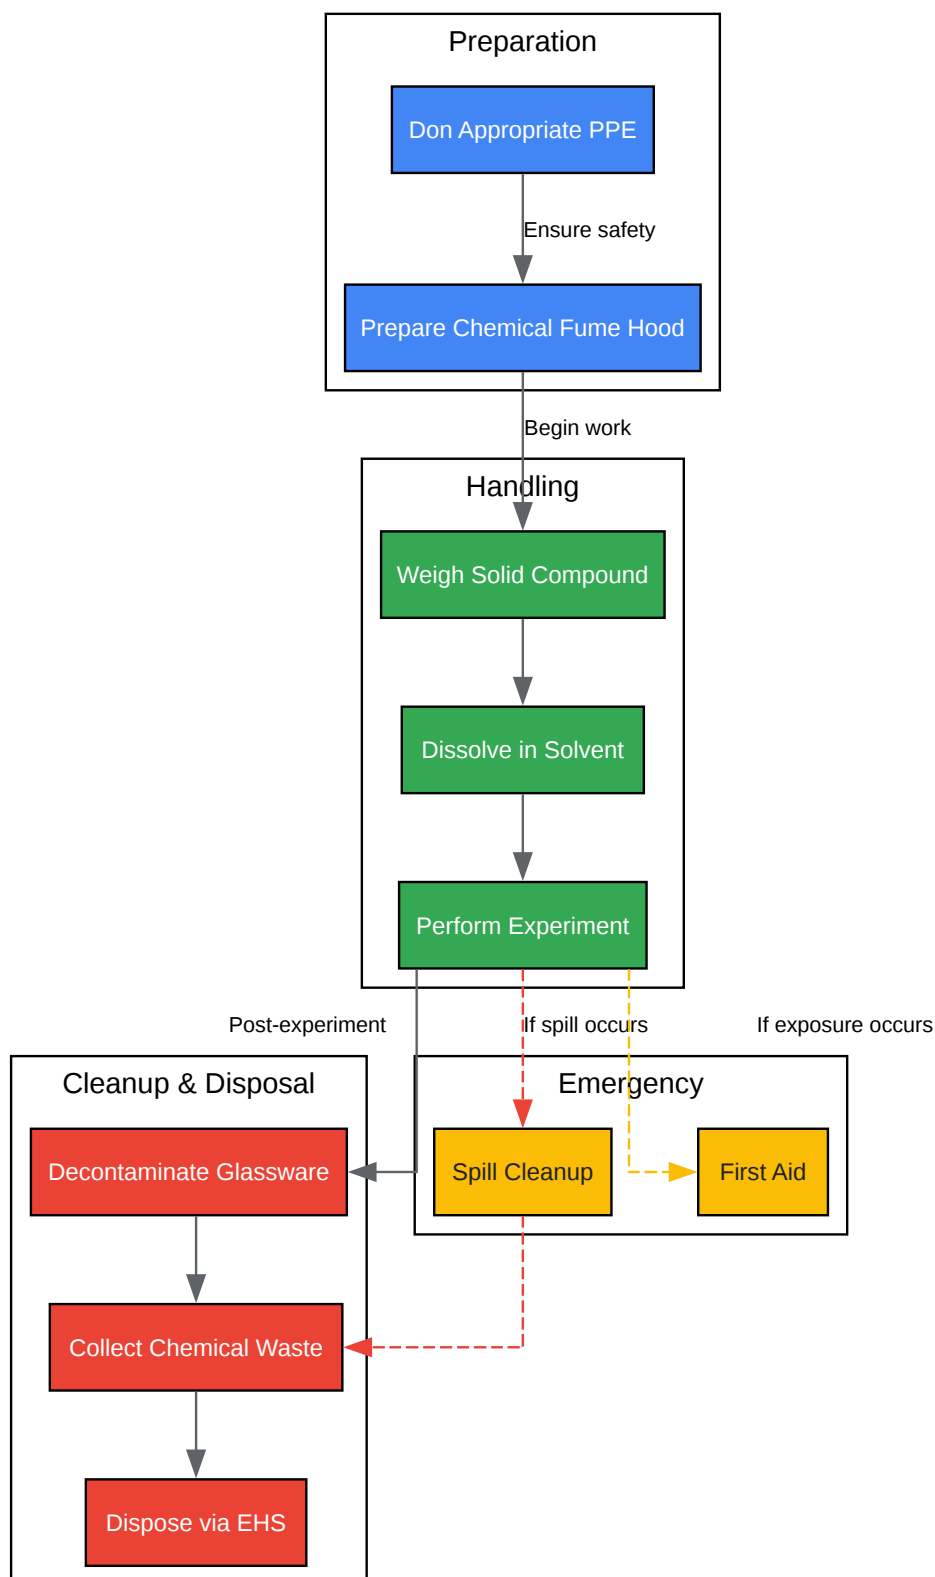 Preparation
Don Appropriate PPE
Ensure safety
Prepare Chemical Fume Hood
Begin work
Handling
Weigh Solid Compound
Dissolve in Solvent
Perform Experiment
Post-experiment
If spill occurs
If exposure occurs
Cleanup & Disposal
Emergency
Decontaminate Glassware
Spill Cleanup
First Aid
Collect Chemical Waste
Dispose via EHS